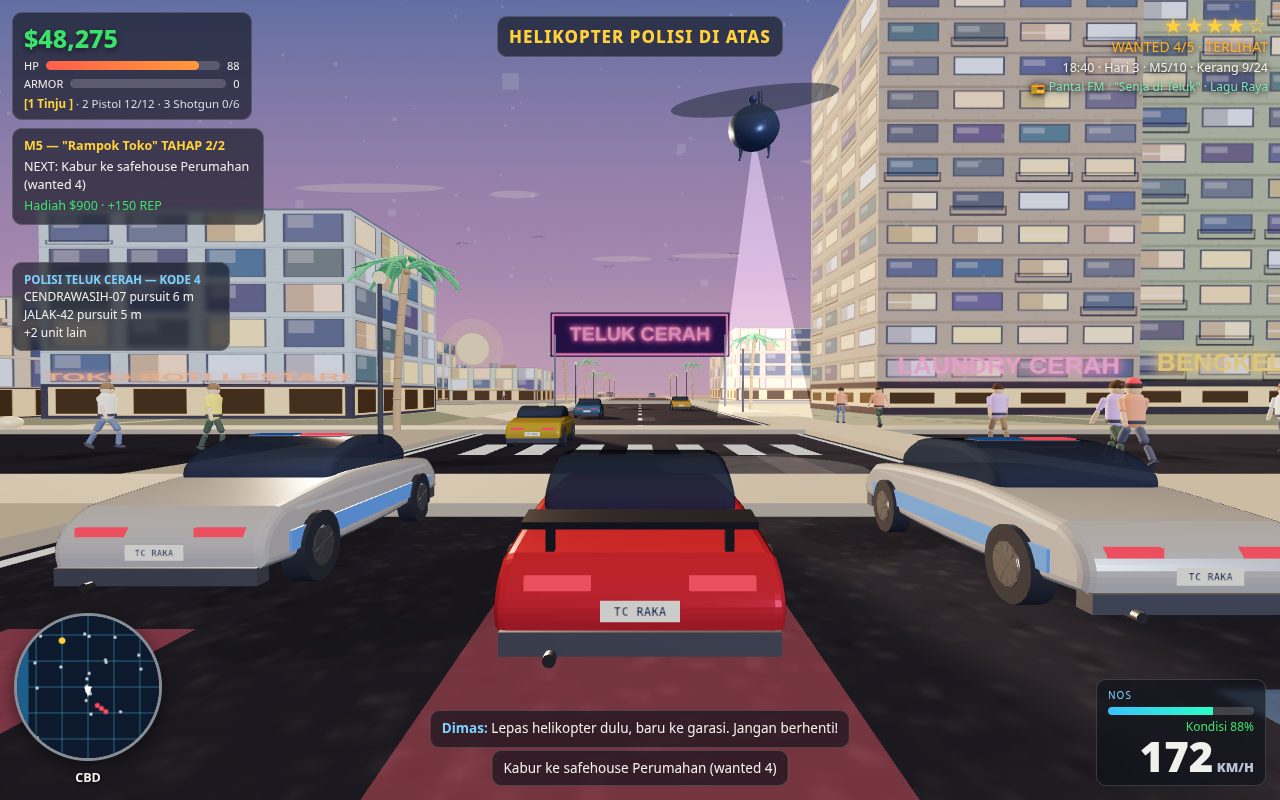 $48,275
HP 88
ARMOR 0
[1 Tinju ] · 2 Pistol 12/12 · 3 Shotgun 0/6
M5 — "Rampok Toko" TAHAP 2/2
NEXT: Kabur ke safehouse Perumahan
(wanted 4)
Hadiah $900 · +150 REP
POLISI TELUK CERAH — KODE 4
CENDRAWASIH-07 pursuit 6 m
JALAK-42 pursuit 5 m
+2 unit lain
HELIKOPTER POLISI DI ATAS
★★★★☆
WANTED 4/5 · TERLIHAT
18:40 · Hari 3 · M5/10 · Kerang 9/24
📻 Pantai FM · "Senja di Teluk" · Lagu Raya
TELUK CERAH
TOKO ROTI LESTARI
LAUNDRY CERAH
BENGKEL
TC RAKA
TC RAKA
TC RAKA
Dimas: Lepas helikopter dulu, baru ke garasi. Jangan berhenti!
Kabur ke safehouse Perumahan (wanted 4)
CBD
NOS
Kondisi 88%
172 KM/H